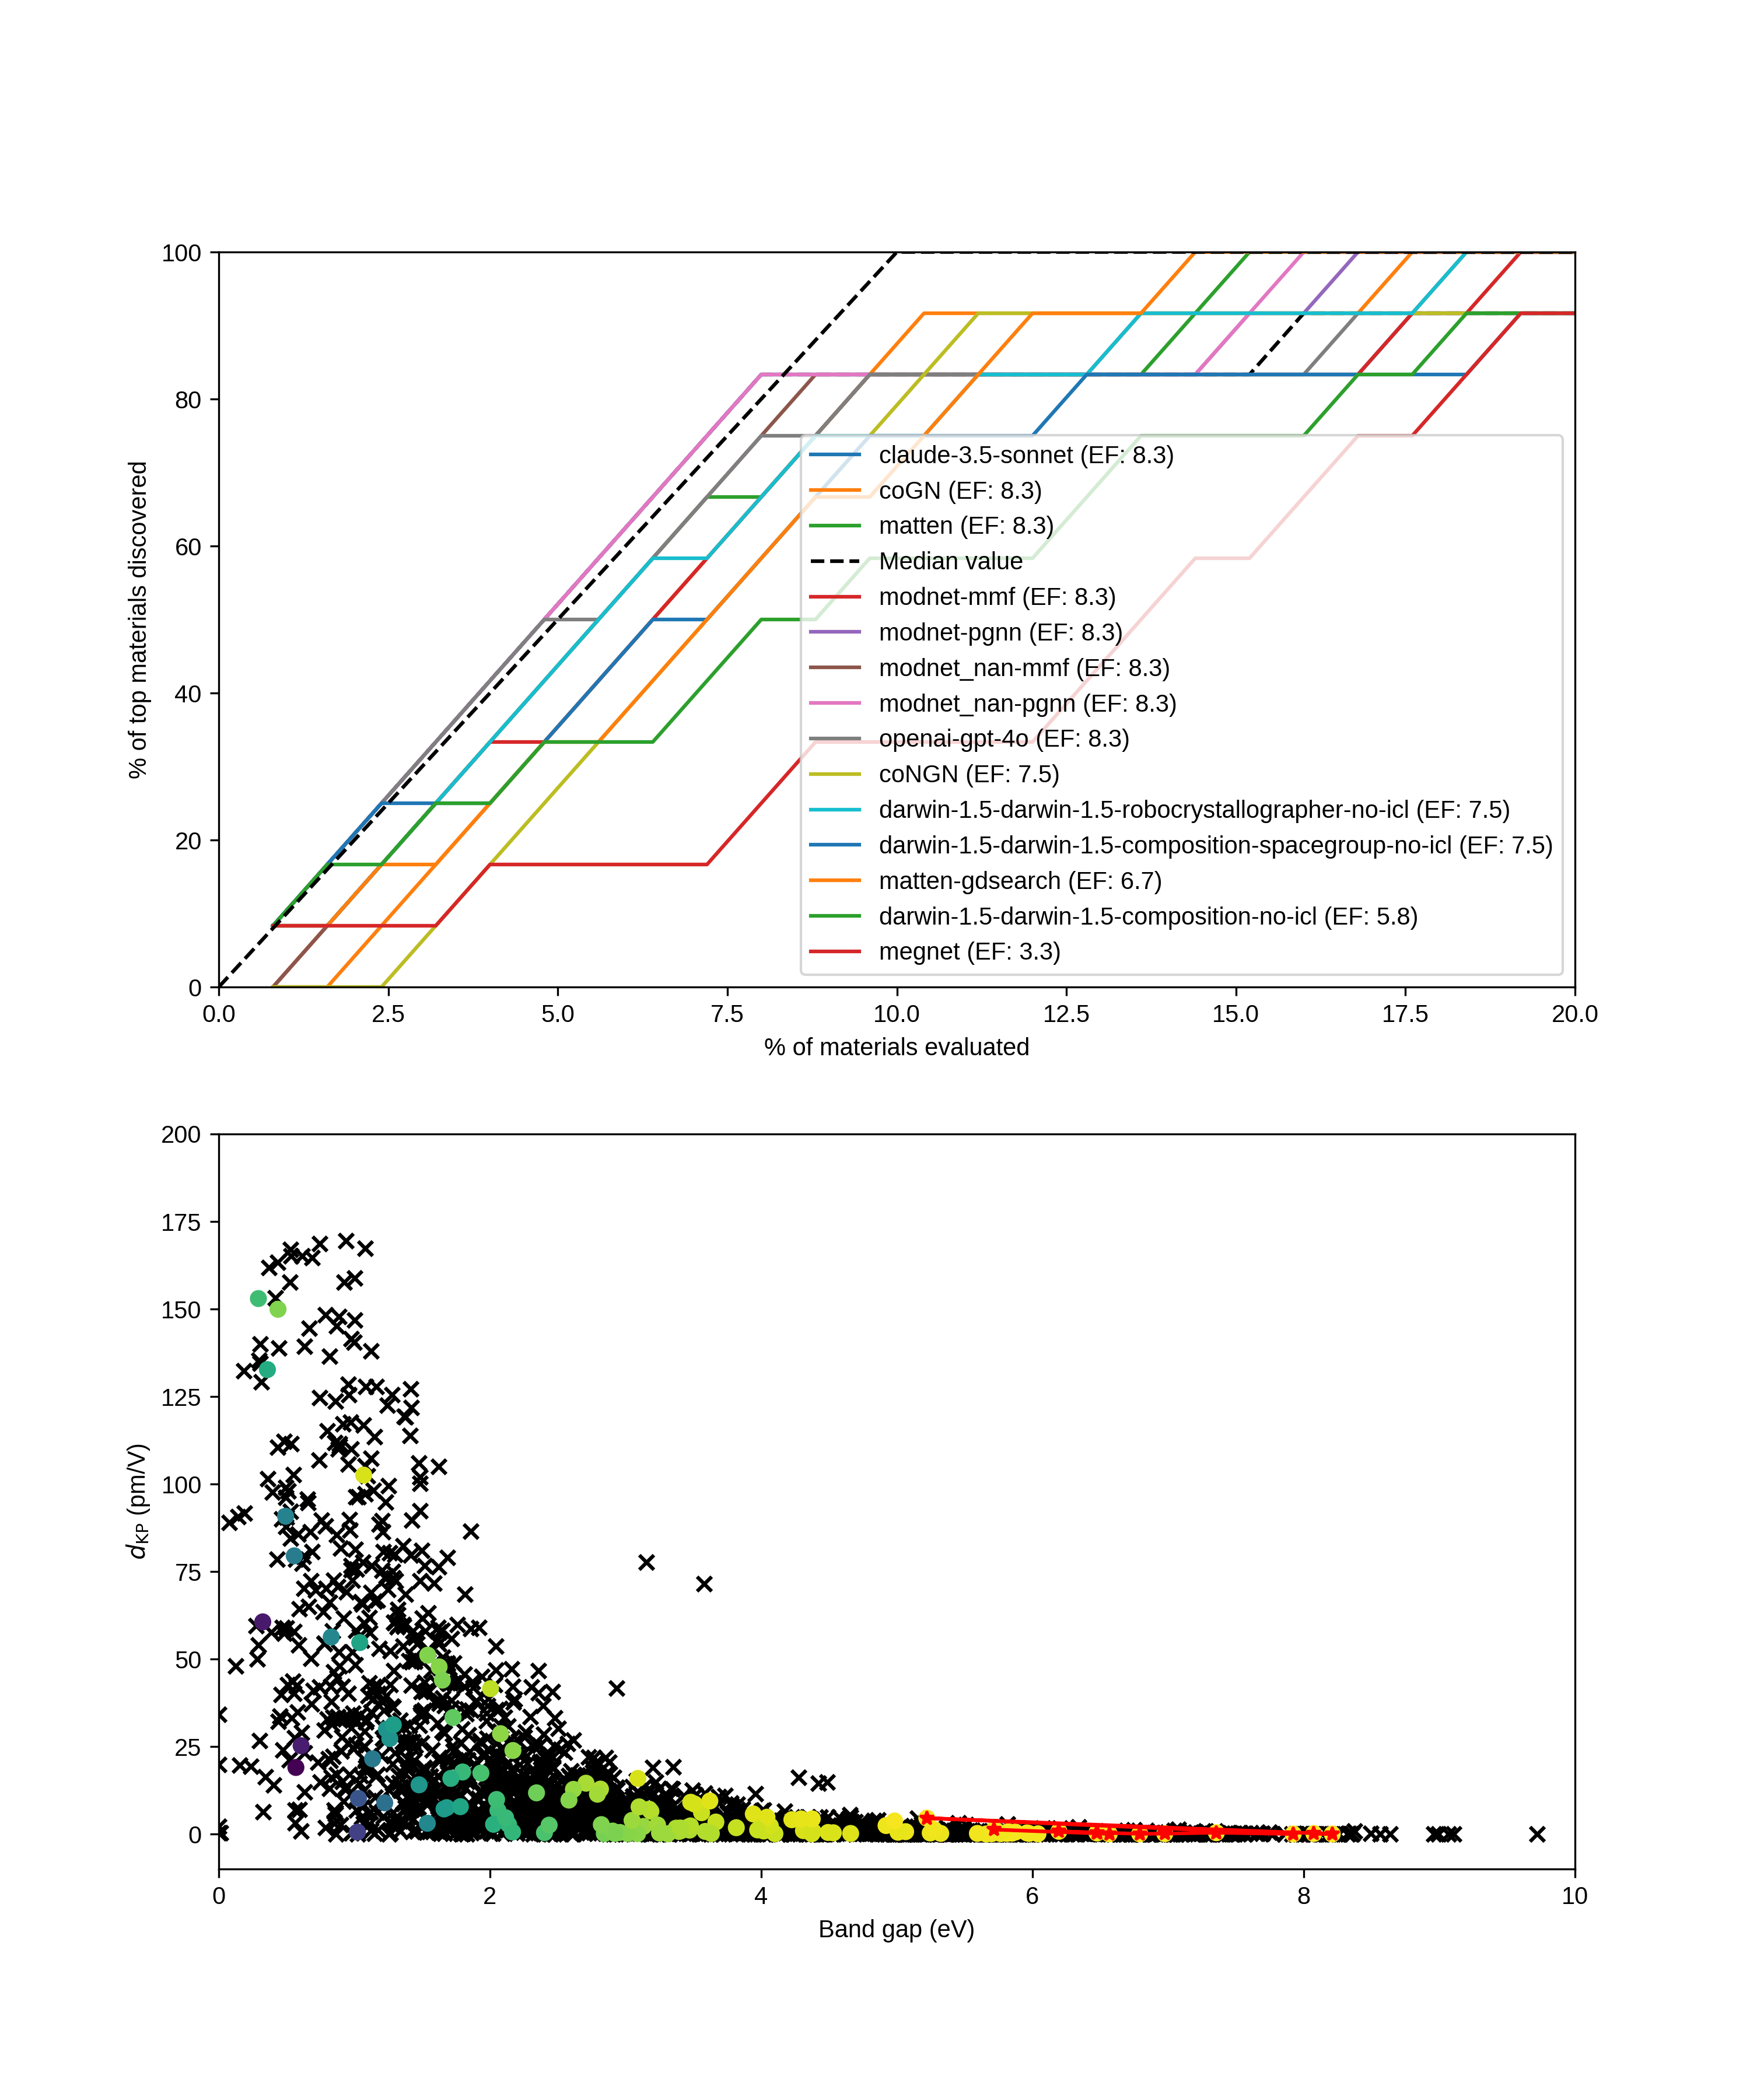 100
80
60
40
20
0
% of top materials discovered
claude-3.5-sonnet (EF: 8.3)
coGN (EF: 8.3)
matten (EF: 8.3)
Median value
modnet-mmf (EF: 8.3)
modnet-pgnn (EF: 8.3)
modnet_nan-mmf (EF: 8.3)
modnet_nan-pgnn (EF: 8.3)
openai-gpt-4o (EF: 8.3)
coNGN (EF: 7.5)
darwin-1.5-darwin-1.5-robocrystallographer-no-icl (EF: 7.5)
darwin-1.5-darwin-1.5-composition-spacegroup-no-icl (EF: 7.5)
matten-gdsearch (EF: 6.7)
darwin-1.5-darwin-1.5-composition-no-icl (EF: 5.8)
megnet (EF: 3.3)
0.0 2.5 5.0 7.5 10.0 12.5 15.0 17.5 20.0
% of materials evaluated
200
175
150
125
100
75
50
25
0
d_KP (pm/V)
0 2 4 6 8 10
Band gap (eV)